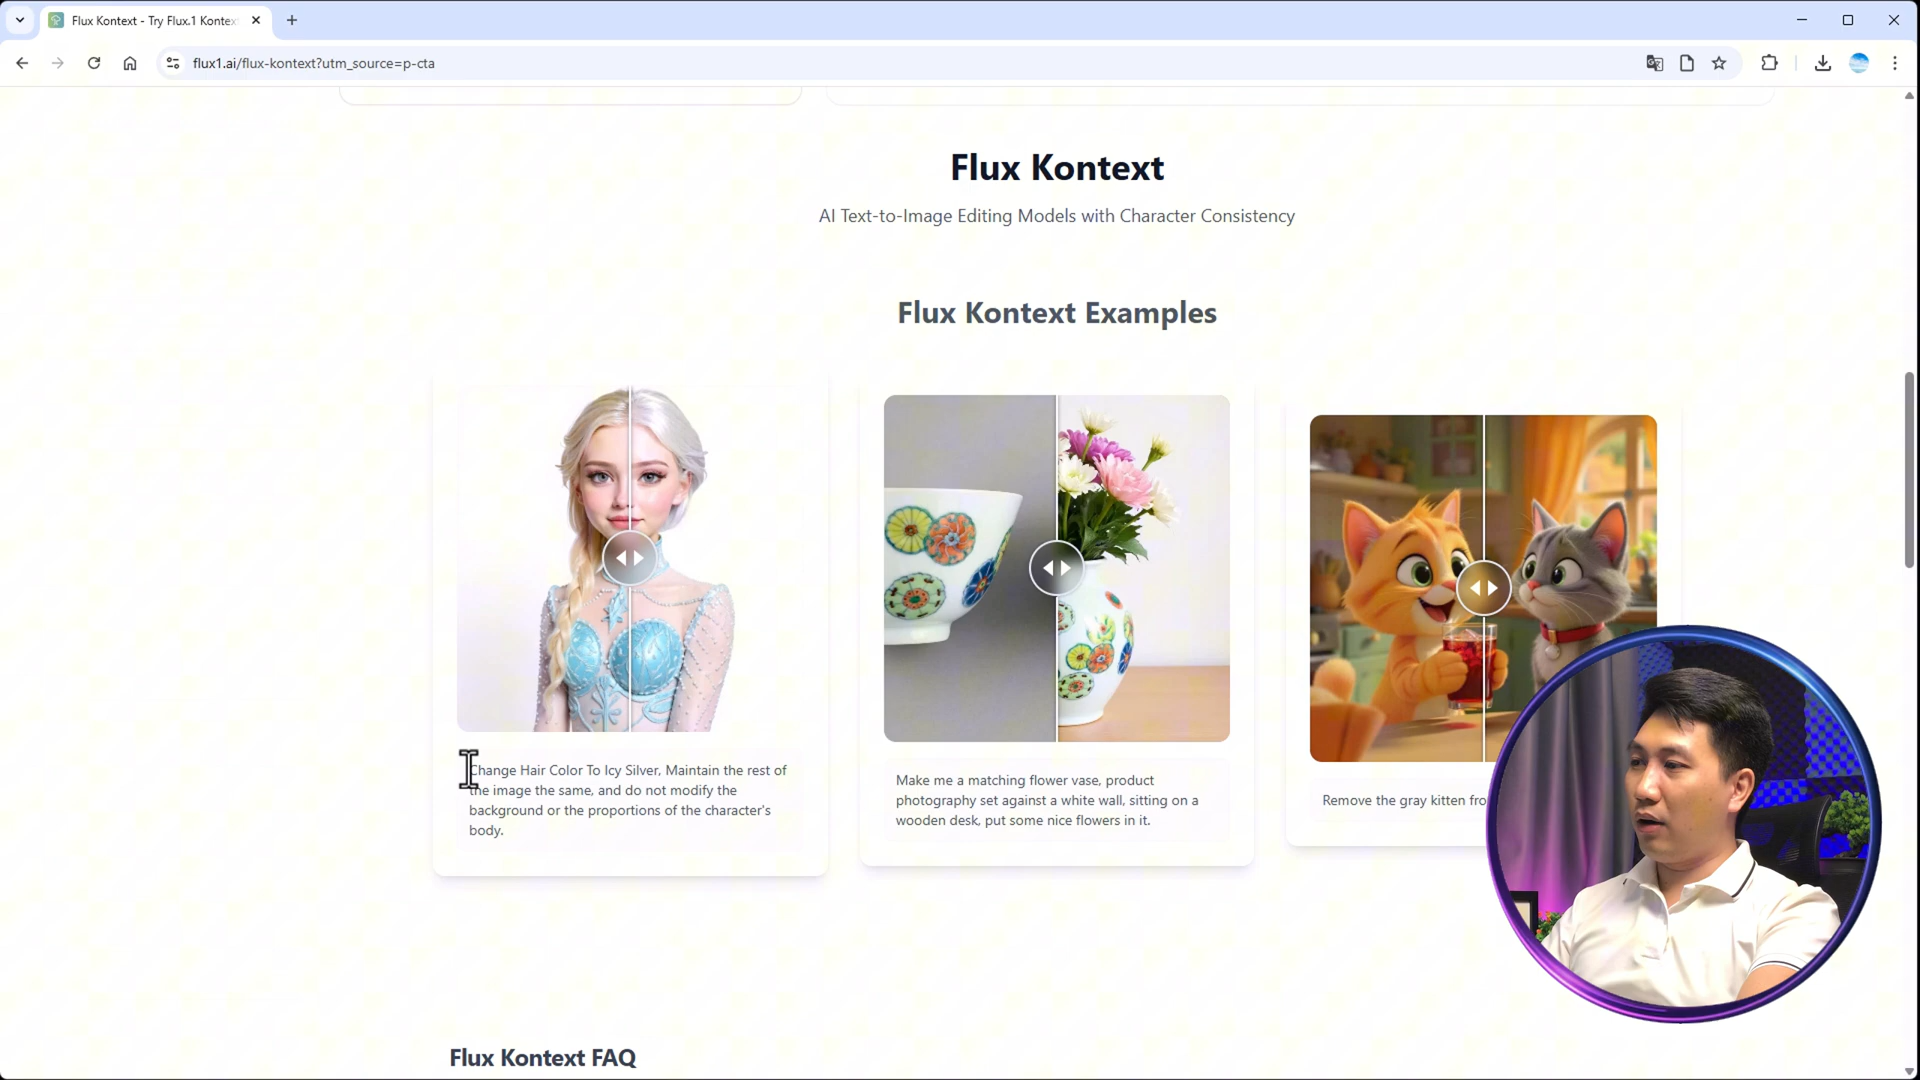 Flux Kontext - Try Flux.1 Kontex
flux1.ai/flux-kontext?utm_source=p-cta
Flux Kontext
AI Text-to-Image Editing Models with Character Consistency
Flux Kontext Examples
Change Hair Color To Icy Silver, Maintain the rest of
the image the same, and do not modify the
background or the proportions of the character's
body.
Make me a matching flower vase, product
photography set against a white wall, sitting on a
wooden desk, put some nice flowers in it.
Remove the gray kitten fro
Flux Kontext FAQ